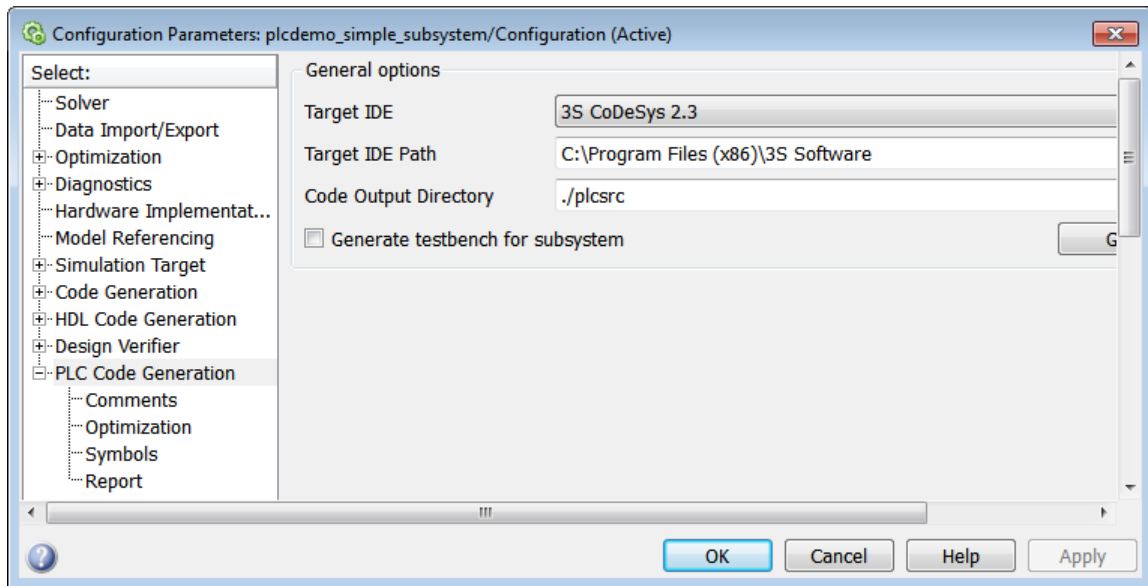 Configuration Parameters: plcdemo_simple_subsystem/Configuration (Active)
Select:
Solver
Data Import/Export
Optimization
Diagnostics
Hardware Implementat...
Model Referencing
Simulation Target
Code Generation
HDL Code Generation
Design Verifier
PLC Code Generation
Comments
Optimization
Symbols
Report
General options
Target IDE
3S CoDeSys 2.3
Target IDE Path
C:\Program Files (x86)\3S Software
Code Output Directory
./plcsrc
Generate testbench for subsystem
G
OK
Cancel
Help
Apply